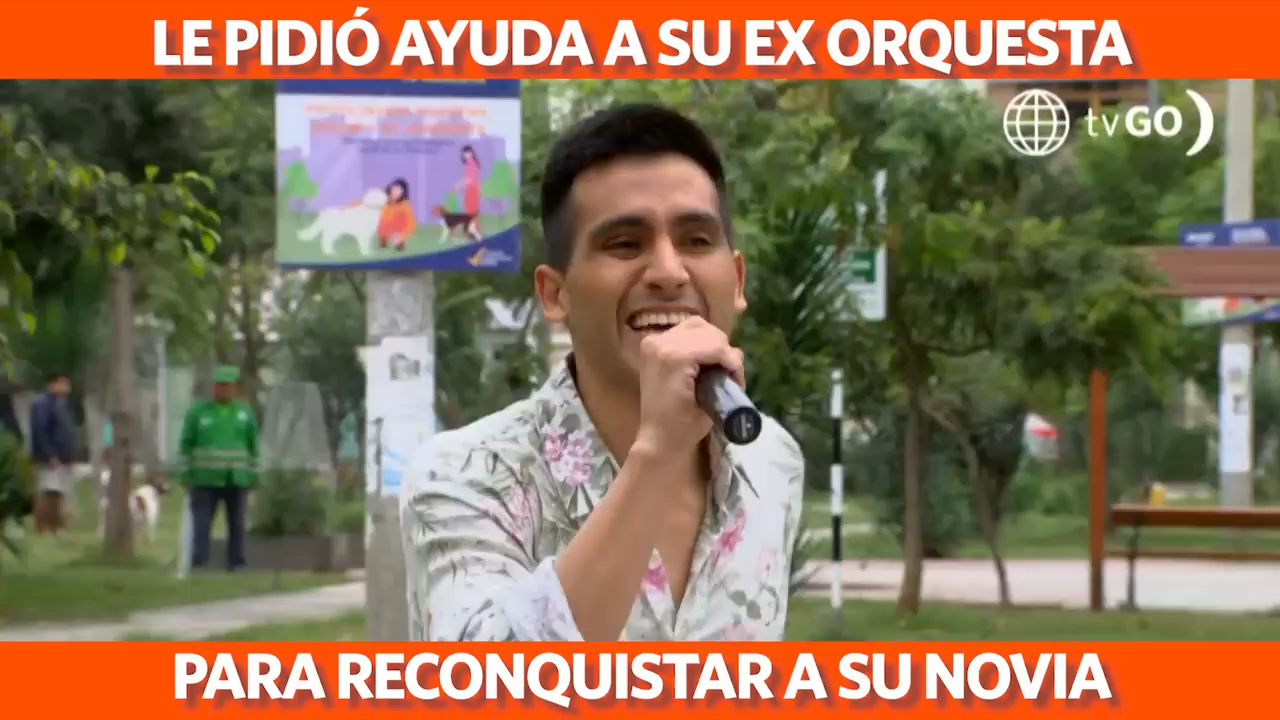 LE PIDIÓ AYUDA A SU EX ORQUESTA
tvGO
PARA RECONQUISTAR A SU NOVIA